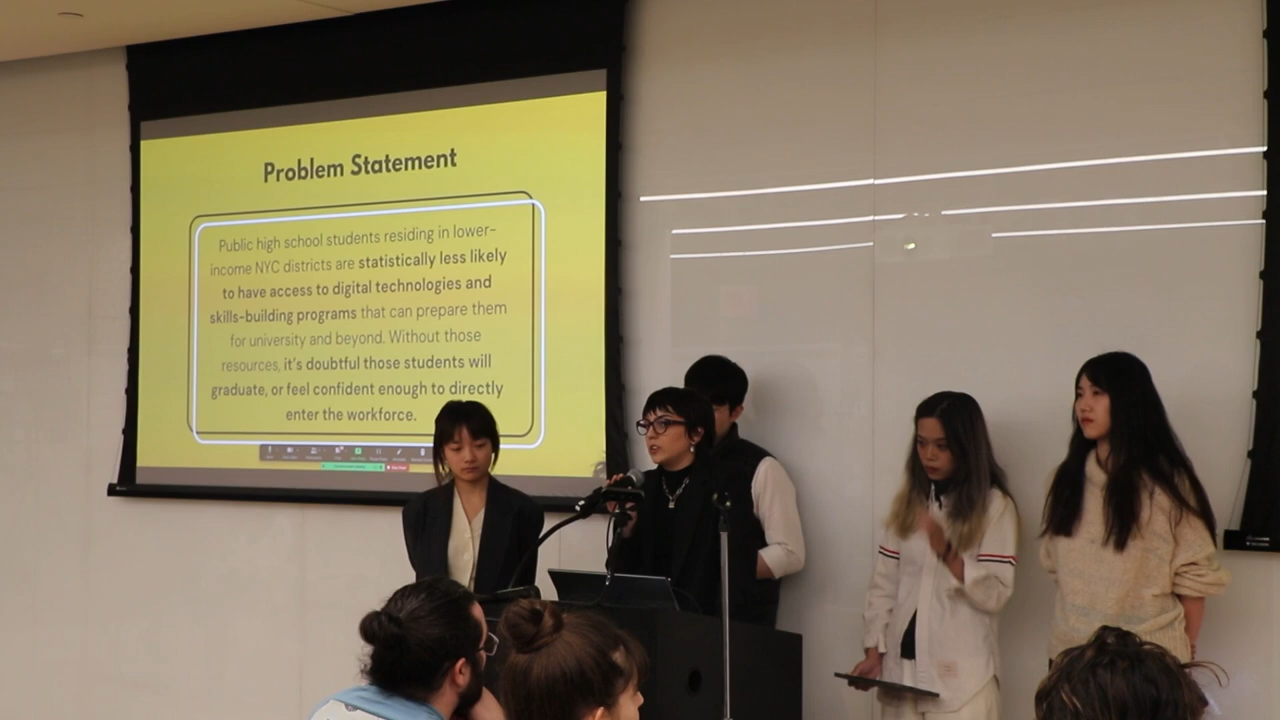 Problem Statement
Public high school students residing in lower-
income NYC districts are statistically less likely
to have access to digital technologies and
skills-building programs that can prepare them
for university and beyond. Without those
resources, it's doubtful those students will
graduate, or feel confident enough to directly
enter the workforce.